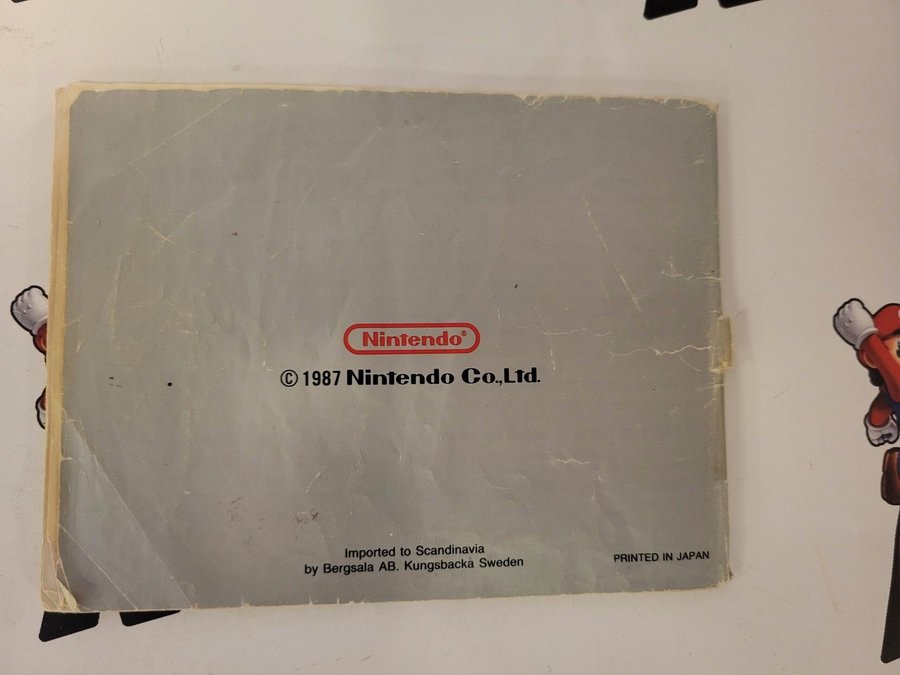 Nintendo®
© 1987 Nintendo Co.,Ltd.
Imported to Scandinavia
by Bergsala AB. Kungsbacka Sweden
PRINTED IN JAPAN